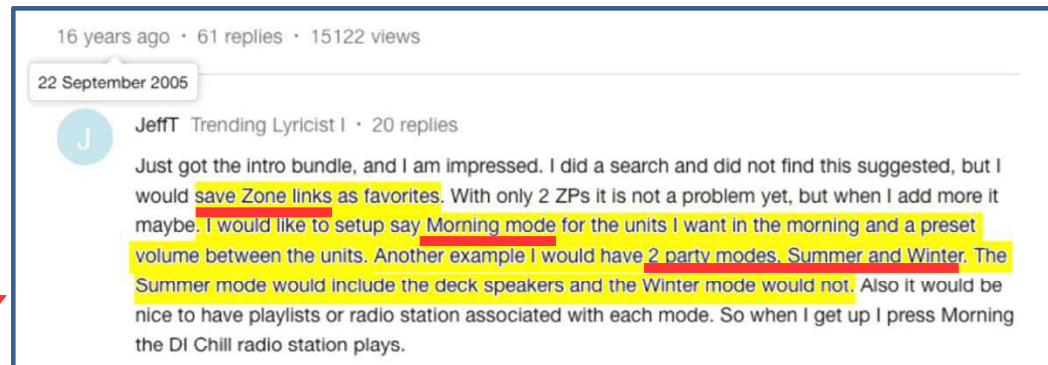 16 years ago · 61 replies · 15122 views
22 September 2005
J
JeffT Trending Lyricist I · 20 replies
Just got the intro bundle, and I am impressed. I did a search and did not find this suggested, but I
would save Zone links as favorites. With only 2 ZPs it is not a problem yet, but when I add more it
maybe. I would like to setup say Morning mode for the units I want in the morning and a preset
volume between the units. Another example I would have 2 party modes, Summer and Winter. The
Summer mode would include the deck speakers and the Winter mode would not. Also it would be
nice to have playlists or radio station associated with each mode. So when I get up I press Morning
the DI Chill radio station plays.